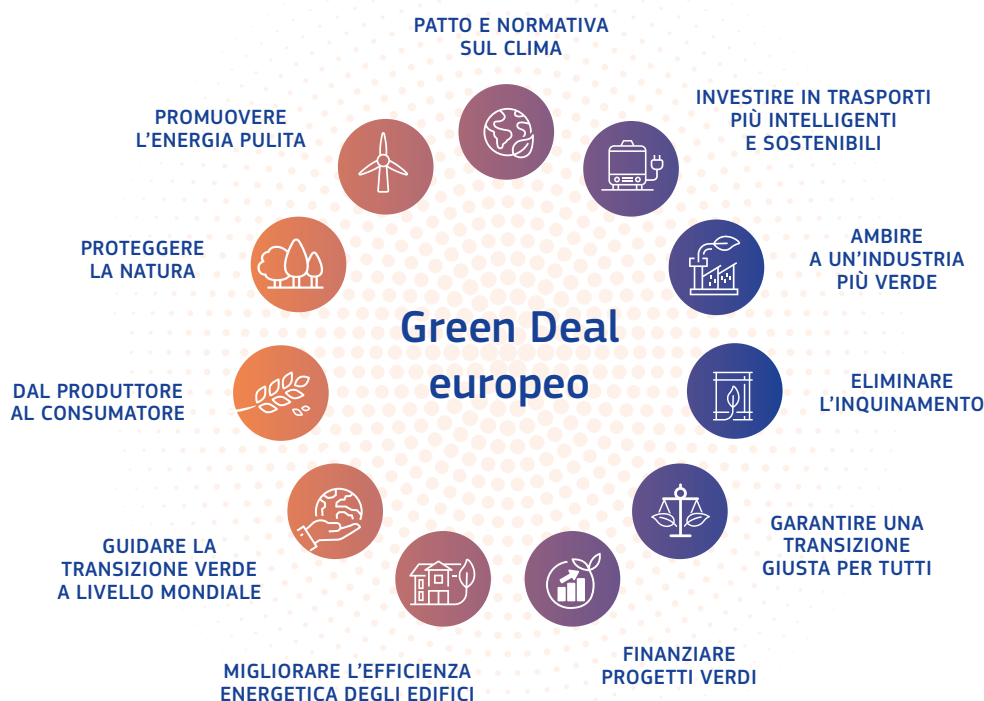 PATTO E NORMATIVA
SUL CLIMA
INVESTIRE IN TRASPORTI
PIÙ INTELLIGENTI
E SOSTENIBILI
AMBIRE
A UN'INDUSTRIA
PIÙ VERDE
ELIMINARE
L'INQUINAMENTO
GARANTIRE UNA
TRANSIZIONE
GIUSTA PER TUTTI
FINANZIARE
PROGETTI VERDI
MIGLIORARE L'EFFICIENZA
ENERGETICA DEGLI EDIFICI
GUIDARE LA
TRANSIZIONE VERDE
A LIVELLO MONDIALE
DAL PRODUTTORE
AL CONSUMATORE
PROTEGGERE
LA NATURA
PROMUOVERE
L'ENERGIA PULITA
Green Deal
europeo